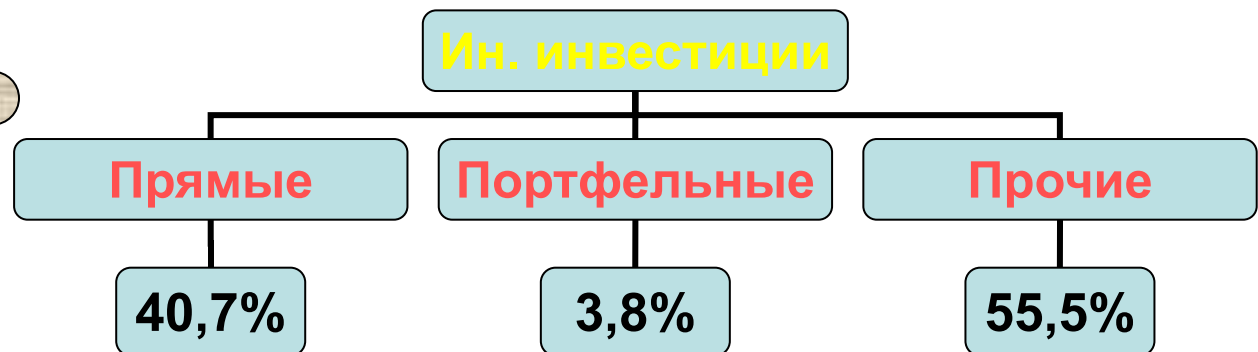 Ин. инвестиции
Прямые
Портфельные
Прочие
40,7%
3,8%
55,5%